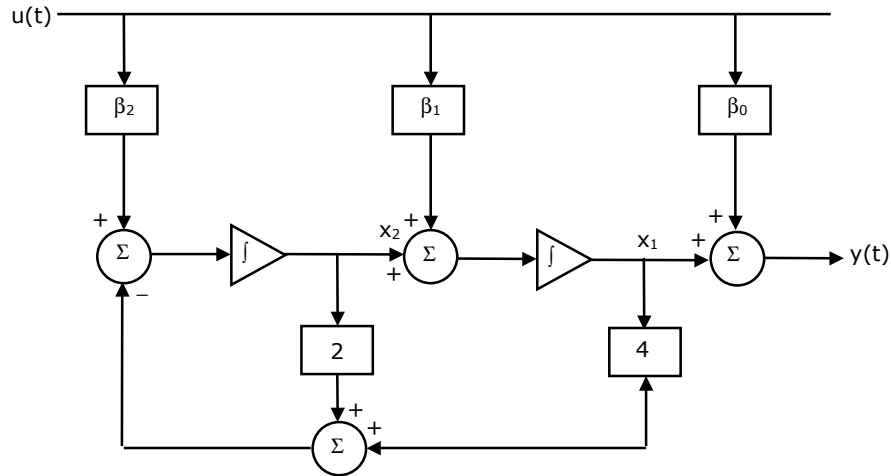 u(t)
β₂ β₁ β₀
+ + +
Σ ∫ x₂ + Σ ∫ x₁ + Σ y(t)
−
2 4
+ +
Σ